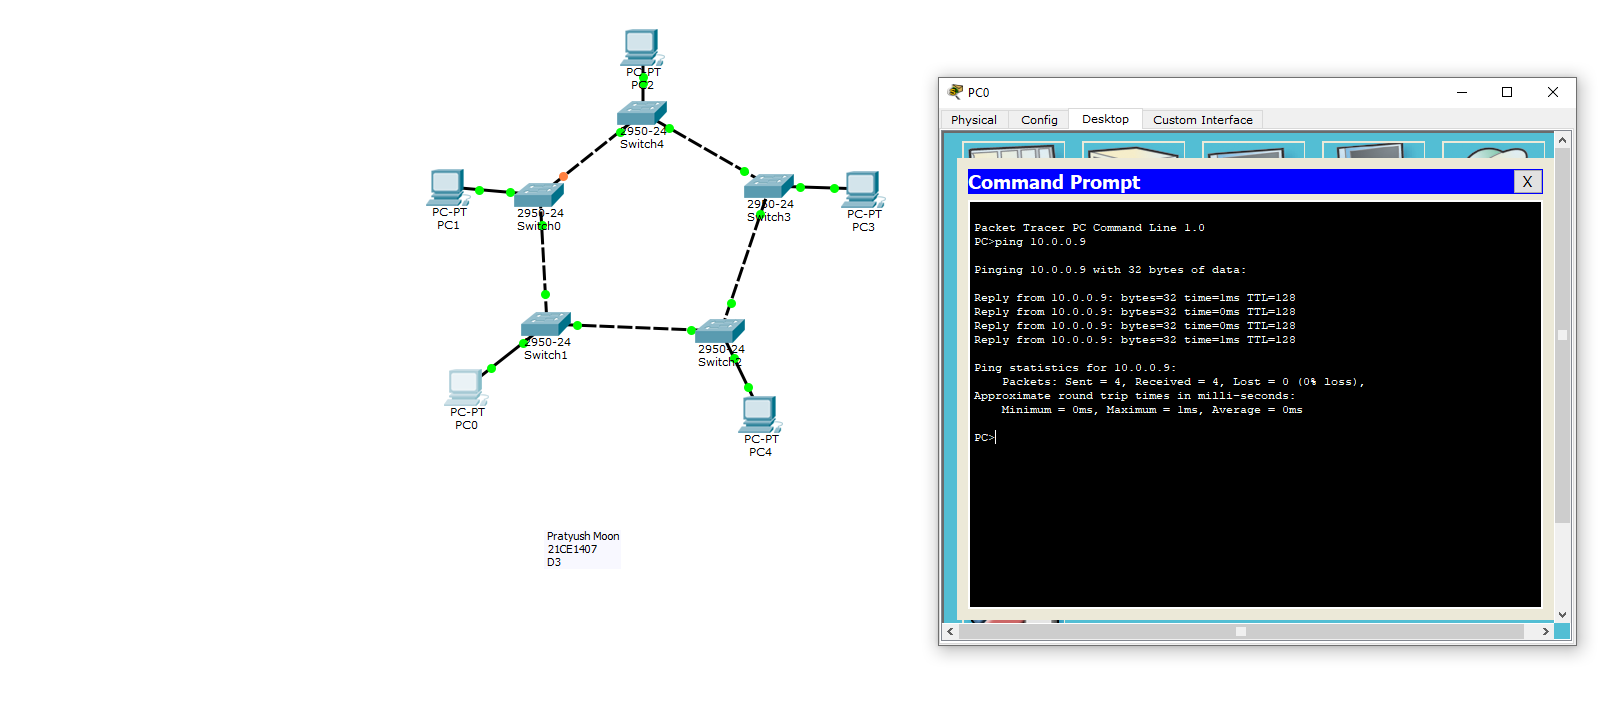 PC-PT
PC2
2950-24
Switch4
PC-PT
PC1
2950-24
Switch0
2950-24
Switch3
PC-PT
PC3
2950-24
Switch1
2950-24
Switch2
PC-PT
PC0
PC-PT
PC4
Pratyush Moon
21CE1407
D3
PC0
Physical Config Desktop Custom Interface
Command Prompt X
Packet Tracer PC Command Line 1.0
PC>ping 10.0.0.9
Pinging 10.0.0.9 with 32 bytes of data:
Reply from 10.0.0.9: bytes=32 time=1ms TTL=128
Reply from 10.0.0.9: bytes=32 time=0ms TTL=128
Reply from 10.0.0.9: bytes=32 time=0ms TTL=128
Reply from 10.0.0.9: bytes=32 time=1ms TTL=128
Ping statistics for 10.0.0.9:
Packets: Sent = 4, Received = 4, Lost = 0 (0% loss),
Approximate round trip times in milli-seconds:
Minimum = 0ms, Maximum = 1ms, Average = 0ms
PC>